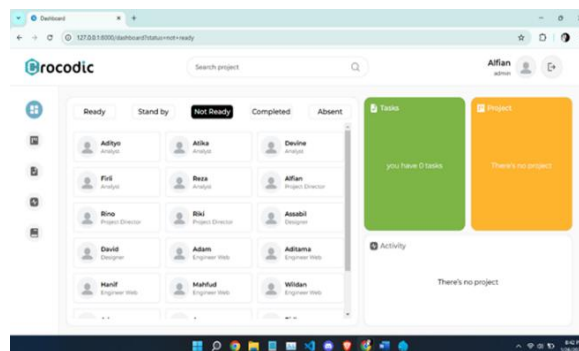 Dashboard
127.0.0.1:8000/dashboard?status=not+ready
Crocodic
Search project
Alfian
admin
Ready Stand by Not Ready Completed Absent
Adityo Atika Devine
Analyst Analyst Analyst
Firli Reza Alfian
Analyst Analyst Project Director
Rino Riki Assabil
Project Director Project Director Designer
David Adam Aditama
Designer Engineer Web Engineer Web
Hanif Mahfud Wildan
Engineer Web Engineer Web Engineer Web
Tasks
you have 0 tasks
Project
There's no project
Activity
There's no project